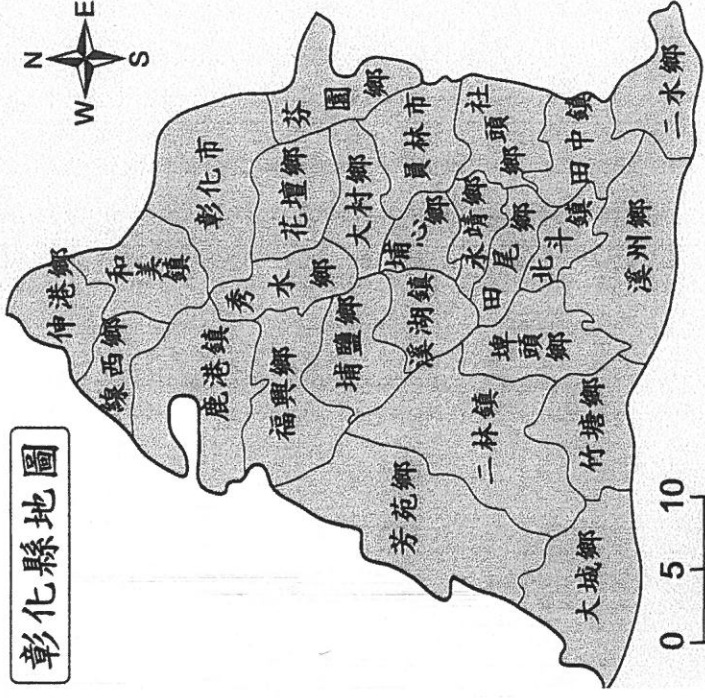 彰化縣地圖
N
W
E
S
伸港鄉
線西鄉
和美鎮
彰化市
鹿港鎮
秀水鄉
花壇鄉
芬園鄉
福興鄉
埔鹽鄉
大村鄉
員林市
埔心鄉
溪湖鎮
永靖鄉
社頭鄉
田尾鄉
芳苑鄉
二林鎮
埤頭鄉
北斗鎮
田中鎮
二水鄉
溪州鄉
竹塘鄉
大城鄉
0 5 10